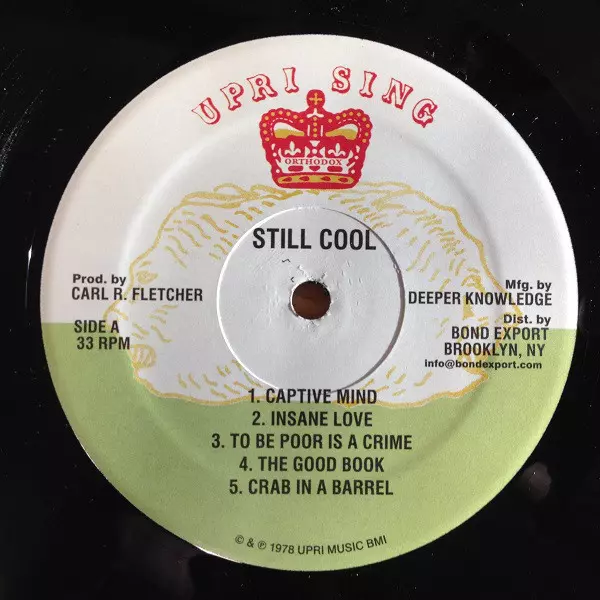 UPRI SING
ORTHODOX
STILL COOL
Prod. by
CARL R. FLETCHER
SIDE A
33 RPM
Mfg. by
DEEPER KNOWLEDGE
Dist. by
BOND EXPORT
BROOKLYN, NY
info@bondexport.com
1. CAPTIVE MIND
2. INSANE LOVE
3. TO BE POOR IS A CRIME
4. THE GOOD BOOK
5. CRAB IN A BARREL
© & ℗ 1978 UPRI MUSIC BMI